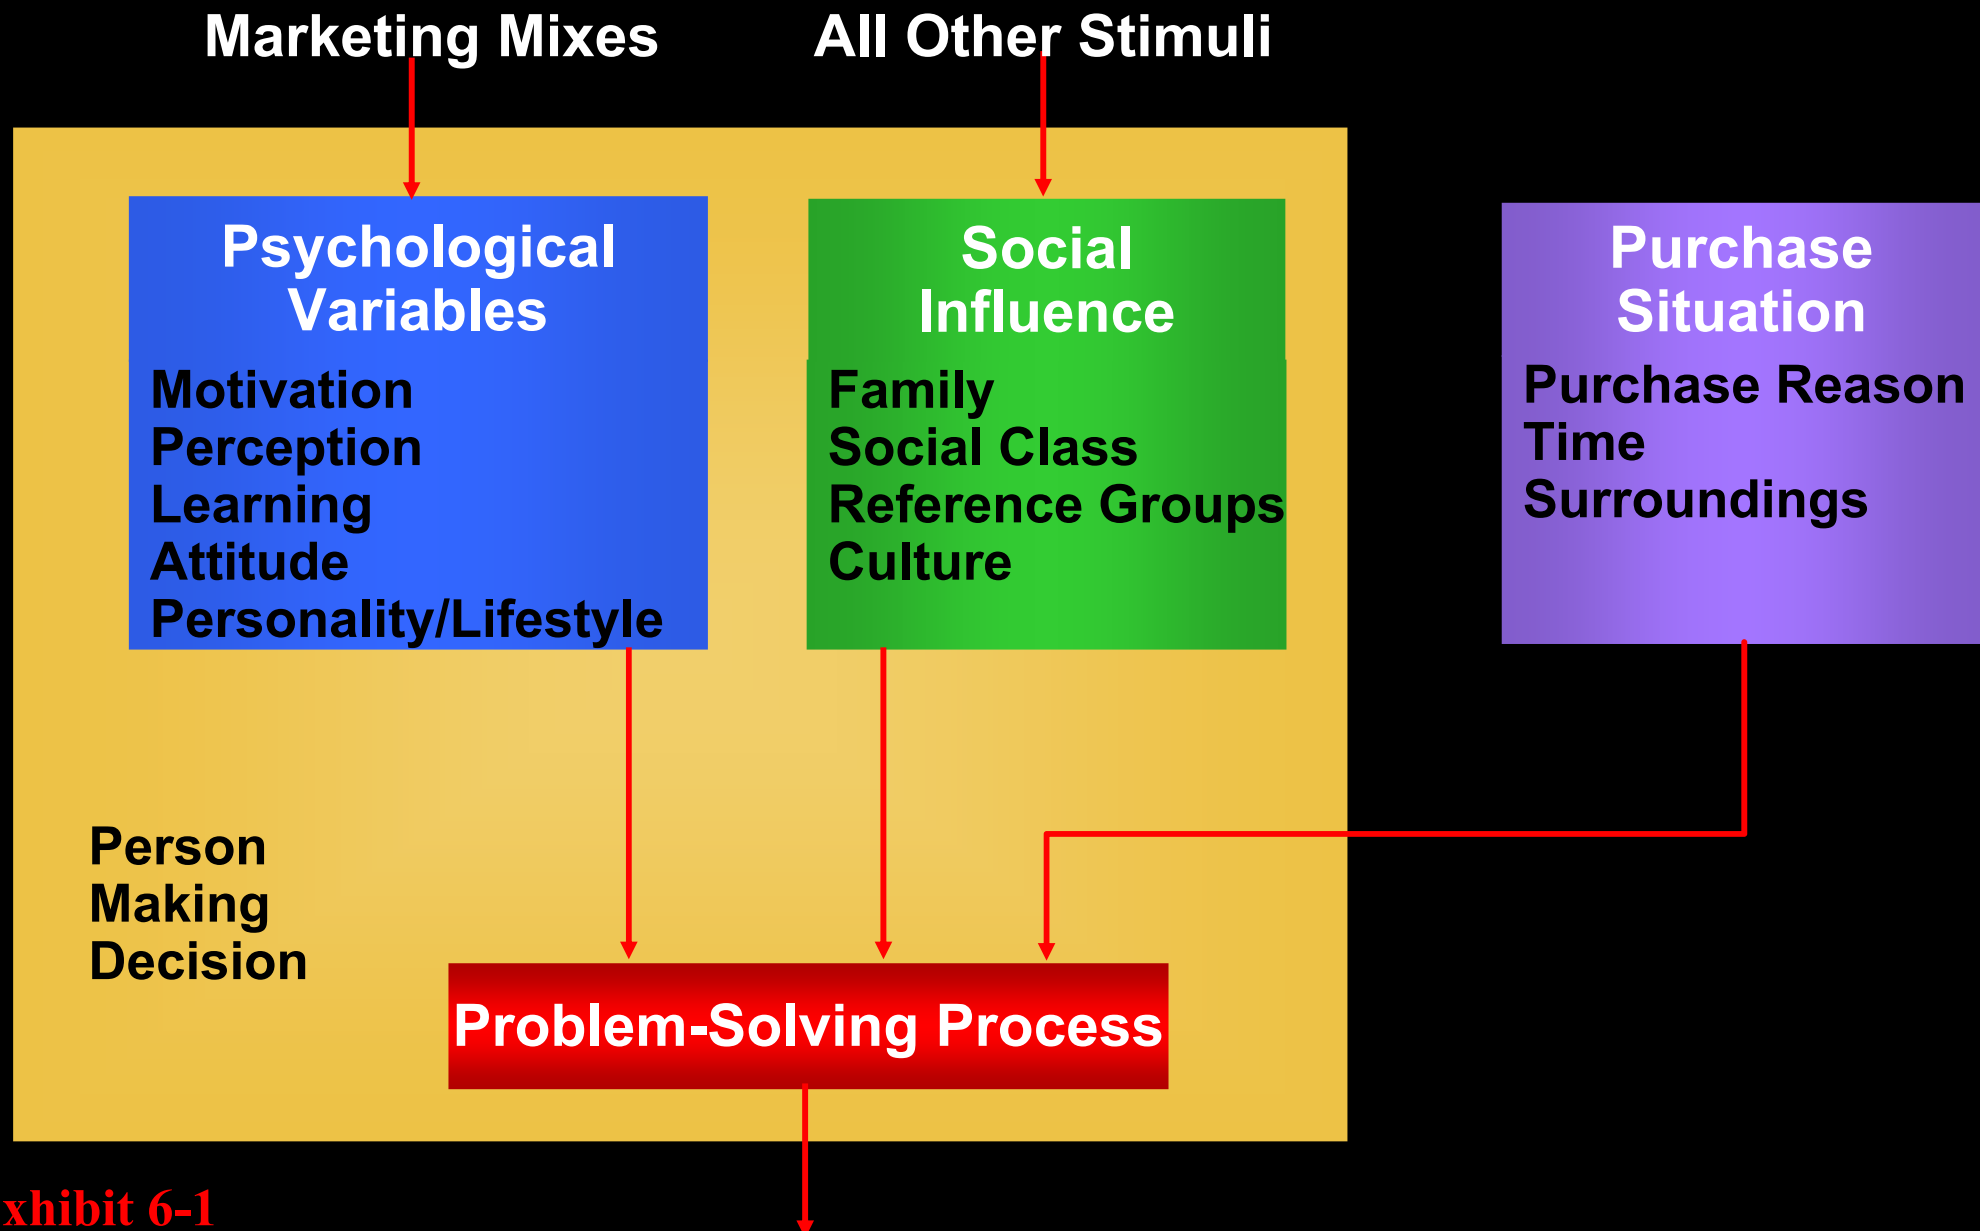 Marketing Mixes
All Other Stimuli
Psychological
Variables
Motivation
Perception
Learning
Attitude
Personality/Lifestyle
Social
Influence
Family
Social Class
Reference Groups
Culture
Purchase
Situation
Purchase Reason
Time
Surroundings
Person
Making
Decision
Problem-Solving Process
xhibit 6-1